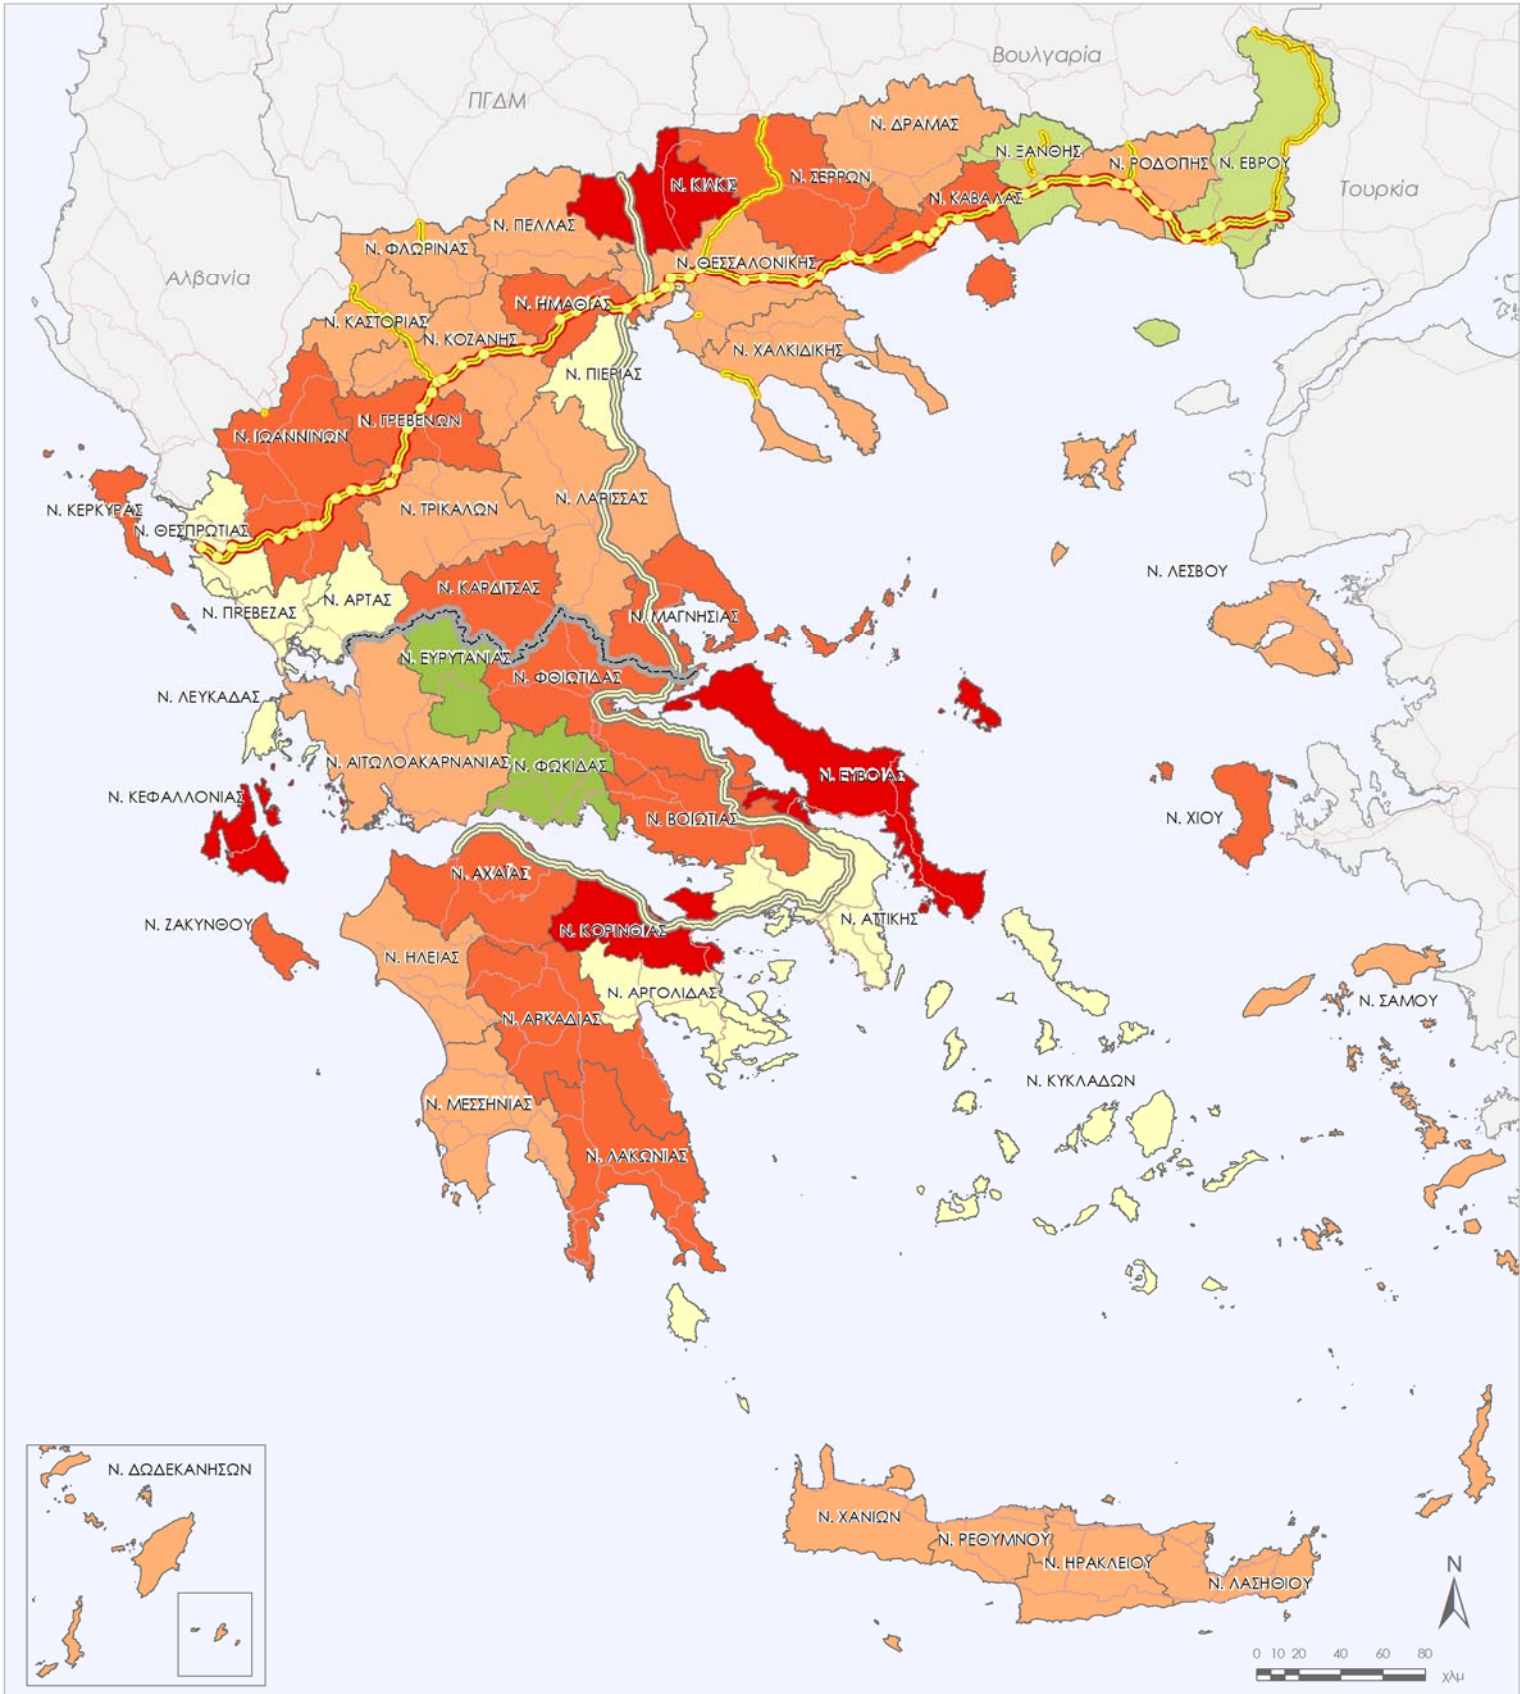 Βουλγαρία
ΠΓΔΜ
Ν. ΔΡΑΜΑΣ
Ν. ΞΑΝΘΗΣ
Ν. ΡΟΔΟΠΗΣ
Ν. ΕΒΡΟΥ
Ν. ΚΙΛΚΙΣ
Ν. ΣΕΡΡΩΝ
Τουρκία
Ν. ΚΑΒΑΛΑΣ
Ν. ΠΕΛΛΑΣ
Ν. ΦΛΩΡΙΝΑΣ
Ν. ΘΕΣΣΑΛΟΝΙΚΗΣ
Αλβανία
Ν. ΗΜΑΘΙΑΣ
Ν. ΚΑΣΤΟΡΙΑΣ
Ν. ΚΟΖΑΝΗΣ
Ν. ΧΑΛΚΙΔΙΚΗΣ
Ν. ΠΙΕΡΙΑΣ
Ν. ΓΡΕΒΕΝΩΝ
Ν. ΙΩΑΝΝΙΝΩΝ
Ν. ΛΑΡΙΣΣΑΣ
Ν. ΚΕΡΚΥΡΑΣ
Ν. ΤΡΙΚΑΛΩΝ
Ν. ΘΕΣΠΡΩΤΙΑΣ
Ν. ΛΕΣΒΟΥ
Ν. ΚΑΡΔΙΤΣΑΣ
Ν. ΑΡΤΑΣ
Ν. ΠΡΕΒΕΖΑΣ
Ν. ΜΑΓΝΗΣΙΑΣ
Ν. ΕΥΡΥΤΑΝΙΑΣ
Ν. ΦΘΙΩΤΙΔΑΣ
Ν. ΛΕΥΚΑΔΑΣ
Ν. ΑΙΤΩΛΟΑΚΑΡΝΑΝΙΑΣ
Ν. ΦΩΚΙΔΑΣ
Ν. ΕΥΒΟΙΑΣ
Ν. ΚΕΦΑΛΛΟΝΙΑΣ
Ν. ΒΟΙΩΤΙΑΣ
Ν. ΧΙΟΥ
Ν. ΑΧΑΪΑΣ
Ν. ΑΤΤΙΚΗΣ
Ν. ΖΑΚΥΝΘΟΥ
Ν. ΚΟΡΙΝΘΙΑΣ
Ν. ΗΛΕΙΑΣ
Ν. ΑΡΓΟΛΙΔΑΣ
Ν. ΣΑΜΟΥ
Ν. ΑΡΚΑΔΙΑΣ
Ν. ΚΥΚΛΑΔΩΝ
Ν. ΜΕΣΣΗΝΙΑΣ
Ν. ΛΑΚΩΝΙΑΣ
Ν. ΔΩΔΕΚΑΝΗΣΩΝ
Ν. ΧΑΝΙΩΝ
Ν. ΡΕΘΥΜΝΟΥ
Ν. ΗΡΑΚΛΕΙΟΥ
Ν. ΛΑΣΗΘΙΟΥ
N
0 10 20 40 60 80
χλμ